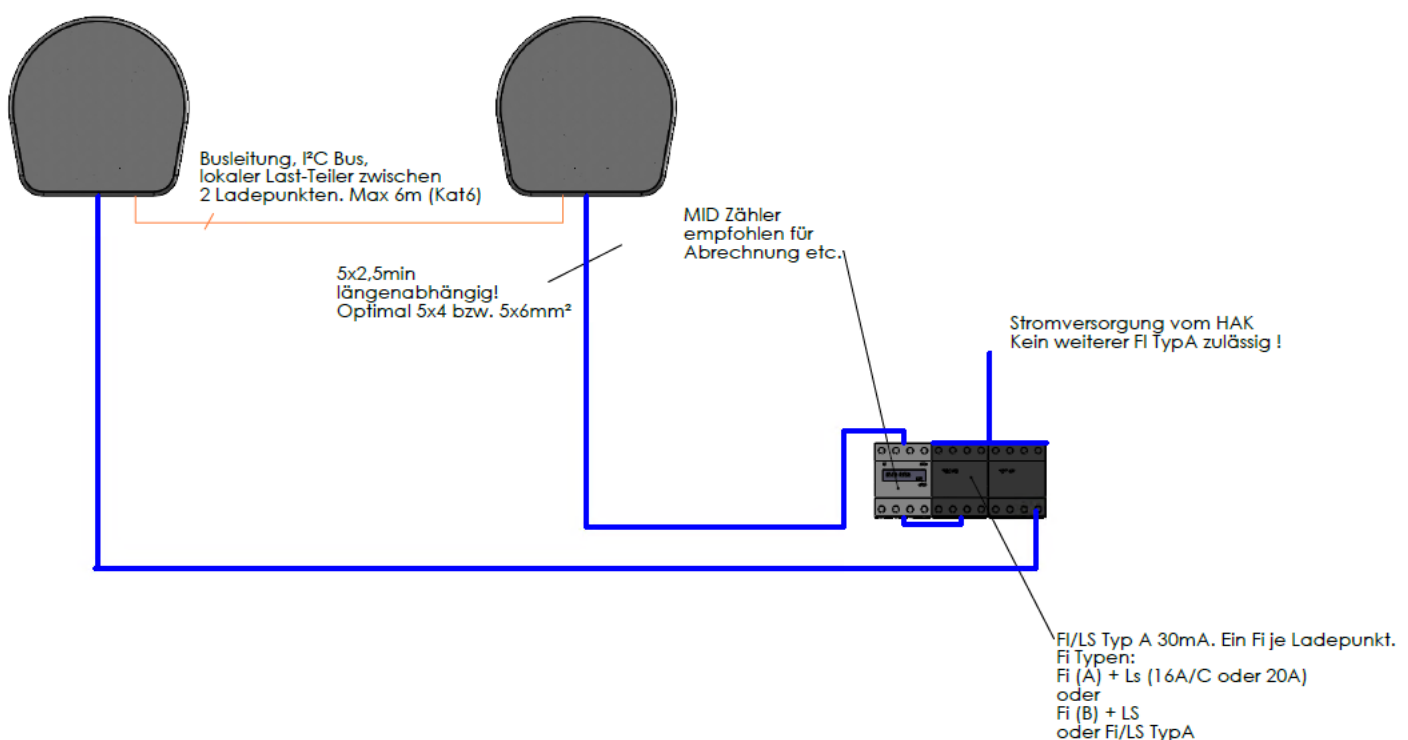 Busleitung, I²C Bus,
lokaler Last-Teiler zwischen
2 Ladepunkten. Max 6m (Kat6)
MID Zähler
empfohlen für
Abrechnung etc.
5x2,5min
längenabhängig!
Optimal 5x4 bzw. 5x6mm²
Stromversorgung vom HAK
Kein weiterer FI TypA zulässig !
FI/LS Typ A 30mA. Ein Fi je Ladepunkt.
Fi Typen:
Fi (A) + Ls (16A/C oder 20A)
oder
Fi (B) + LS
oder Fi/LS TypA